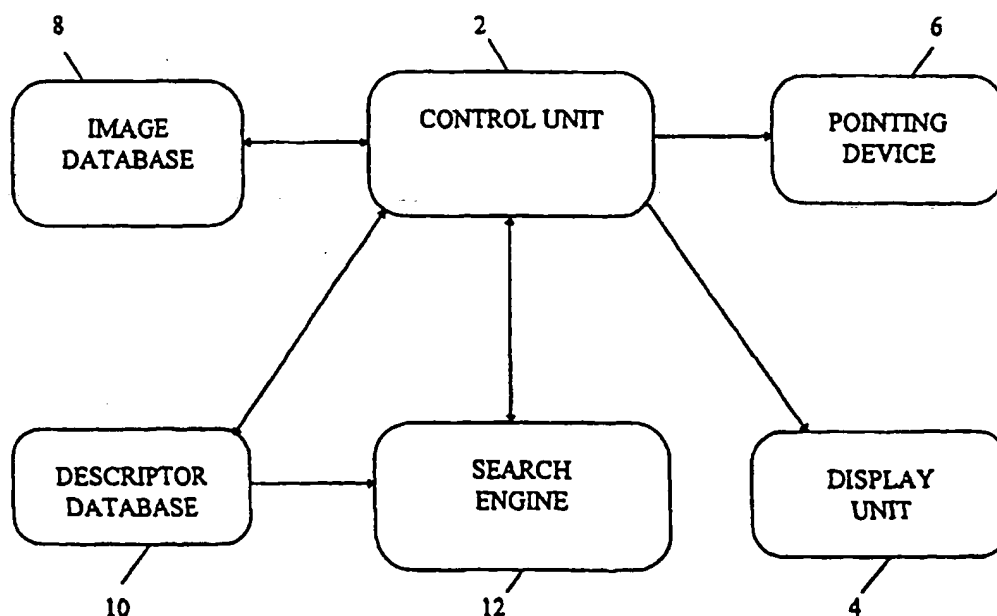 8
2
6
IMAGE
DATABASE
CONTROL UNIT
POINTING
DEVICE
DESCRIPTOR
DATABASE
SEARCH
ENGINE
DISPLAY
UNIT
10
12
4